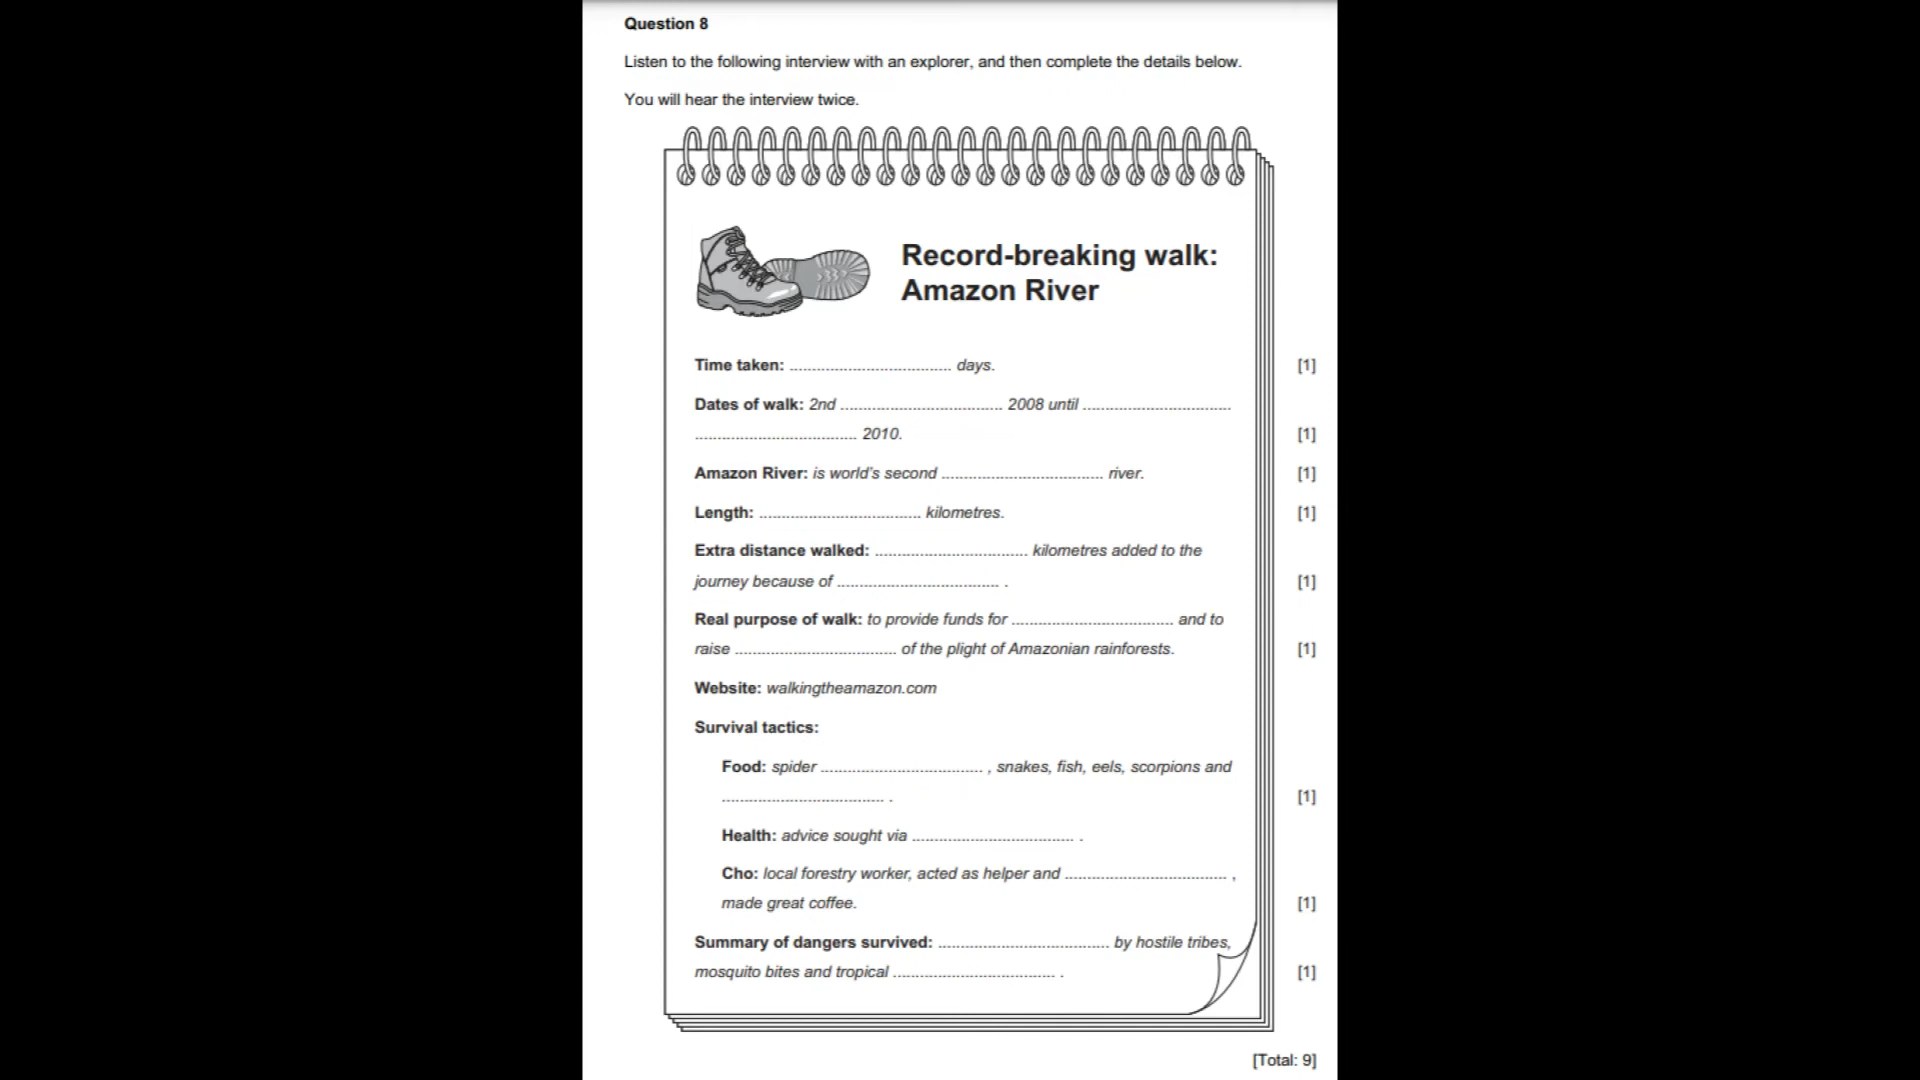 Question 8
Listen to the following interview with an explorer, and then complete the details below.
You will hear the interview twice.
Record-breaking walk:
Amazon River
Time taken: .................................... days. [1]
Dates of walk: 2nd .................................... 2008 until .................................
.................................... 2010. [1]
Amazon River: is world's second .................................... river. [1]
Length: .................................... kilometres. [1]
Extra distance walked: .................................. kilometres added to the
journey because of .................................... . [1]
Real purpose of walk: to provide funds for .................................... and to
raise .................................... of the plight of Amazonian rainforests. [1]
Website: walkingtheamazon.com
Survival tactics:
Food: spider .................................... , snakes, fish, eels, scorpions and
.................................... . [1]
Health: advice sought via .................................... .
Cho: local forestry worker, acted as helper and .................................... ,
made great coffee. [1]
Summary of dangers survived: ...................................... by hostile tribes,
mosquito bites and tropical .................................... . [1]
[Total: 9]